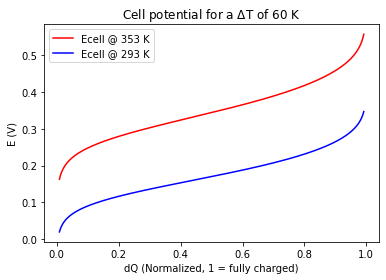 Cell potential for a ΔT of 60 K
Ecell @ 353 K
Ecell @ 293 K
E (V)
0.5
0.4
0.3
0.2
0.1
0.0
0.0 0.2 0.4 0.6 0.8 1.0
dQ (Normalized, 1 = fully charged)